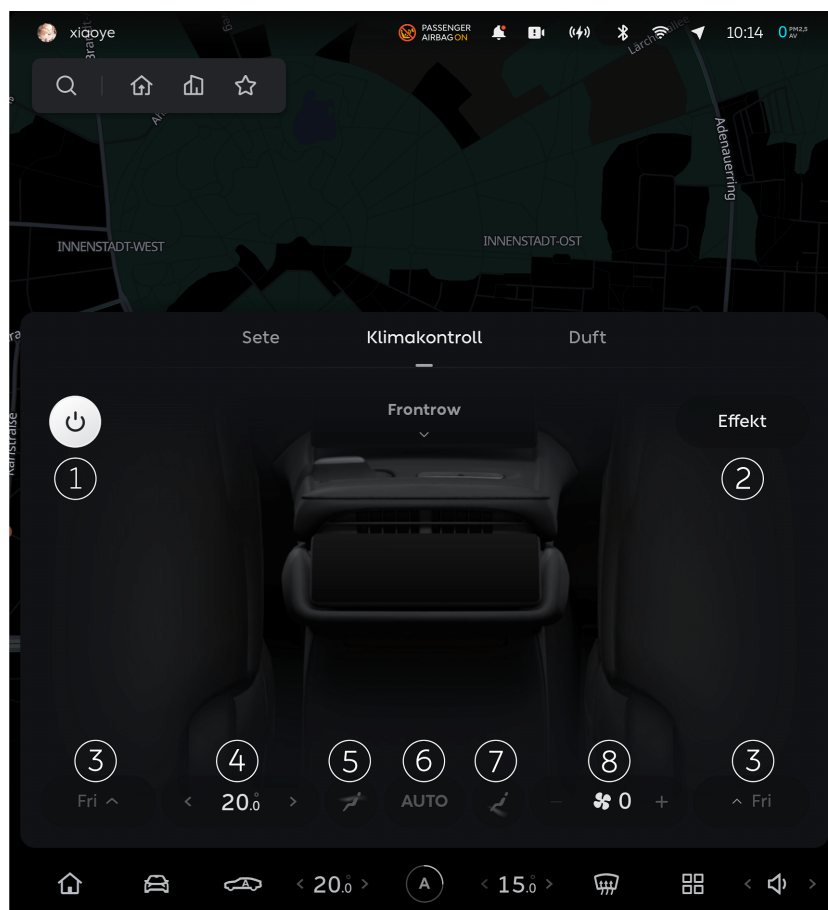 xiaoye
PASSENGER
AIRBAG ON
10:14
0 PM2,5
AV
Adenauerring
INNENSTADT-WEST
INNENSTADT-OST
Sete
Klimakontroll
Duft
Frontrow
Effekt
1
2
3
4
5
6
7
8
3
Fri
20.0°
AUTO
0
Fri
A
20.0°
A
15.0°